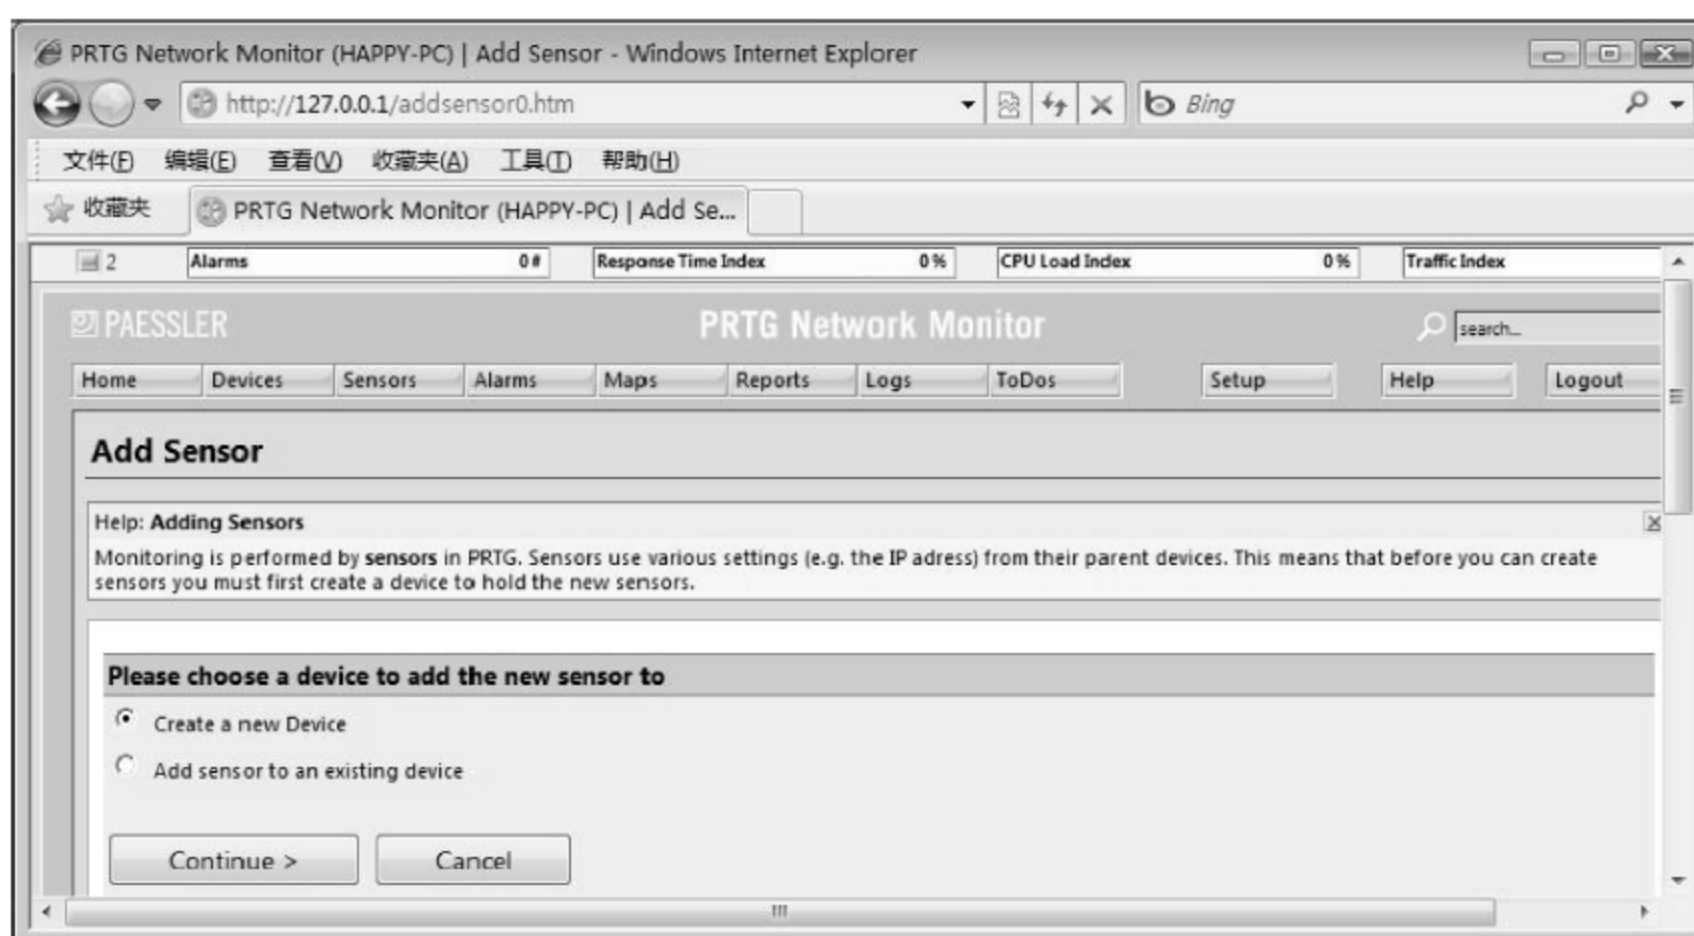 PRTG Network Monitor (HAPPY-PC) | Add Sensor - Windows Internet Explorer
http://127.0.0.1/addsensor0.htm
Bing
文件(F) 编辑(E) 查看(V) 收藏夹(A) 工具(T) 帮助(H)
收藏夹 PRTG Network Monitor (HAPPY-PC) | Add Se...
2 Alarms 0 # Response Time Index 0 % CPU Load Index 0 % Traffic Index
PAESSLER PRTG Network Monitor search...
Home Devices Sensors Alarms Maps Reports Logs ToDos Setup Help Logout
Add Sensor
Help: Adding Sensors
Monitoring is performed by sensors in PRTG. Sensors use various settings (e.g. the IP adress) from their parent devices. This means that before you can create
sensors you must first create a device to hold the new sensors.
Please choose a device to add the new sensor to
Create a new Device
Add sensor to an existing device
Continue > Cancel